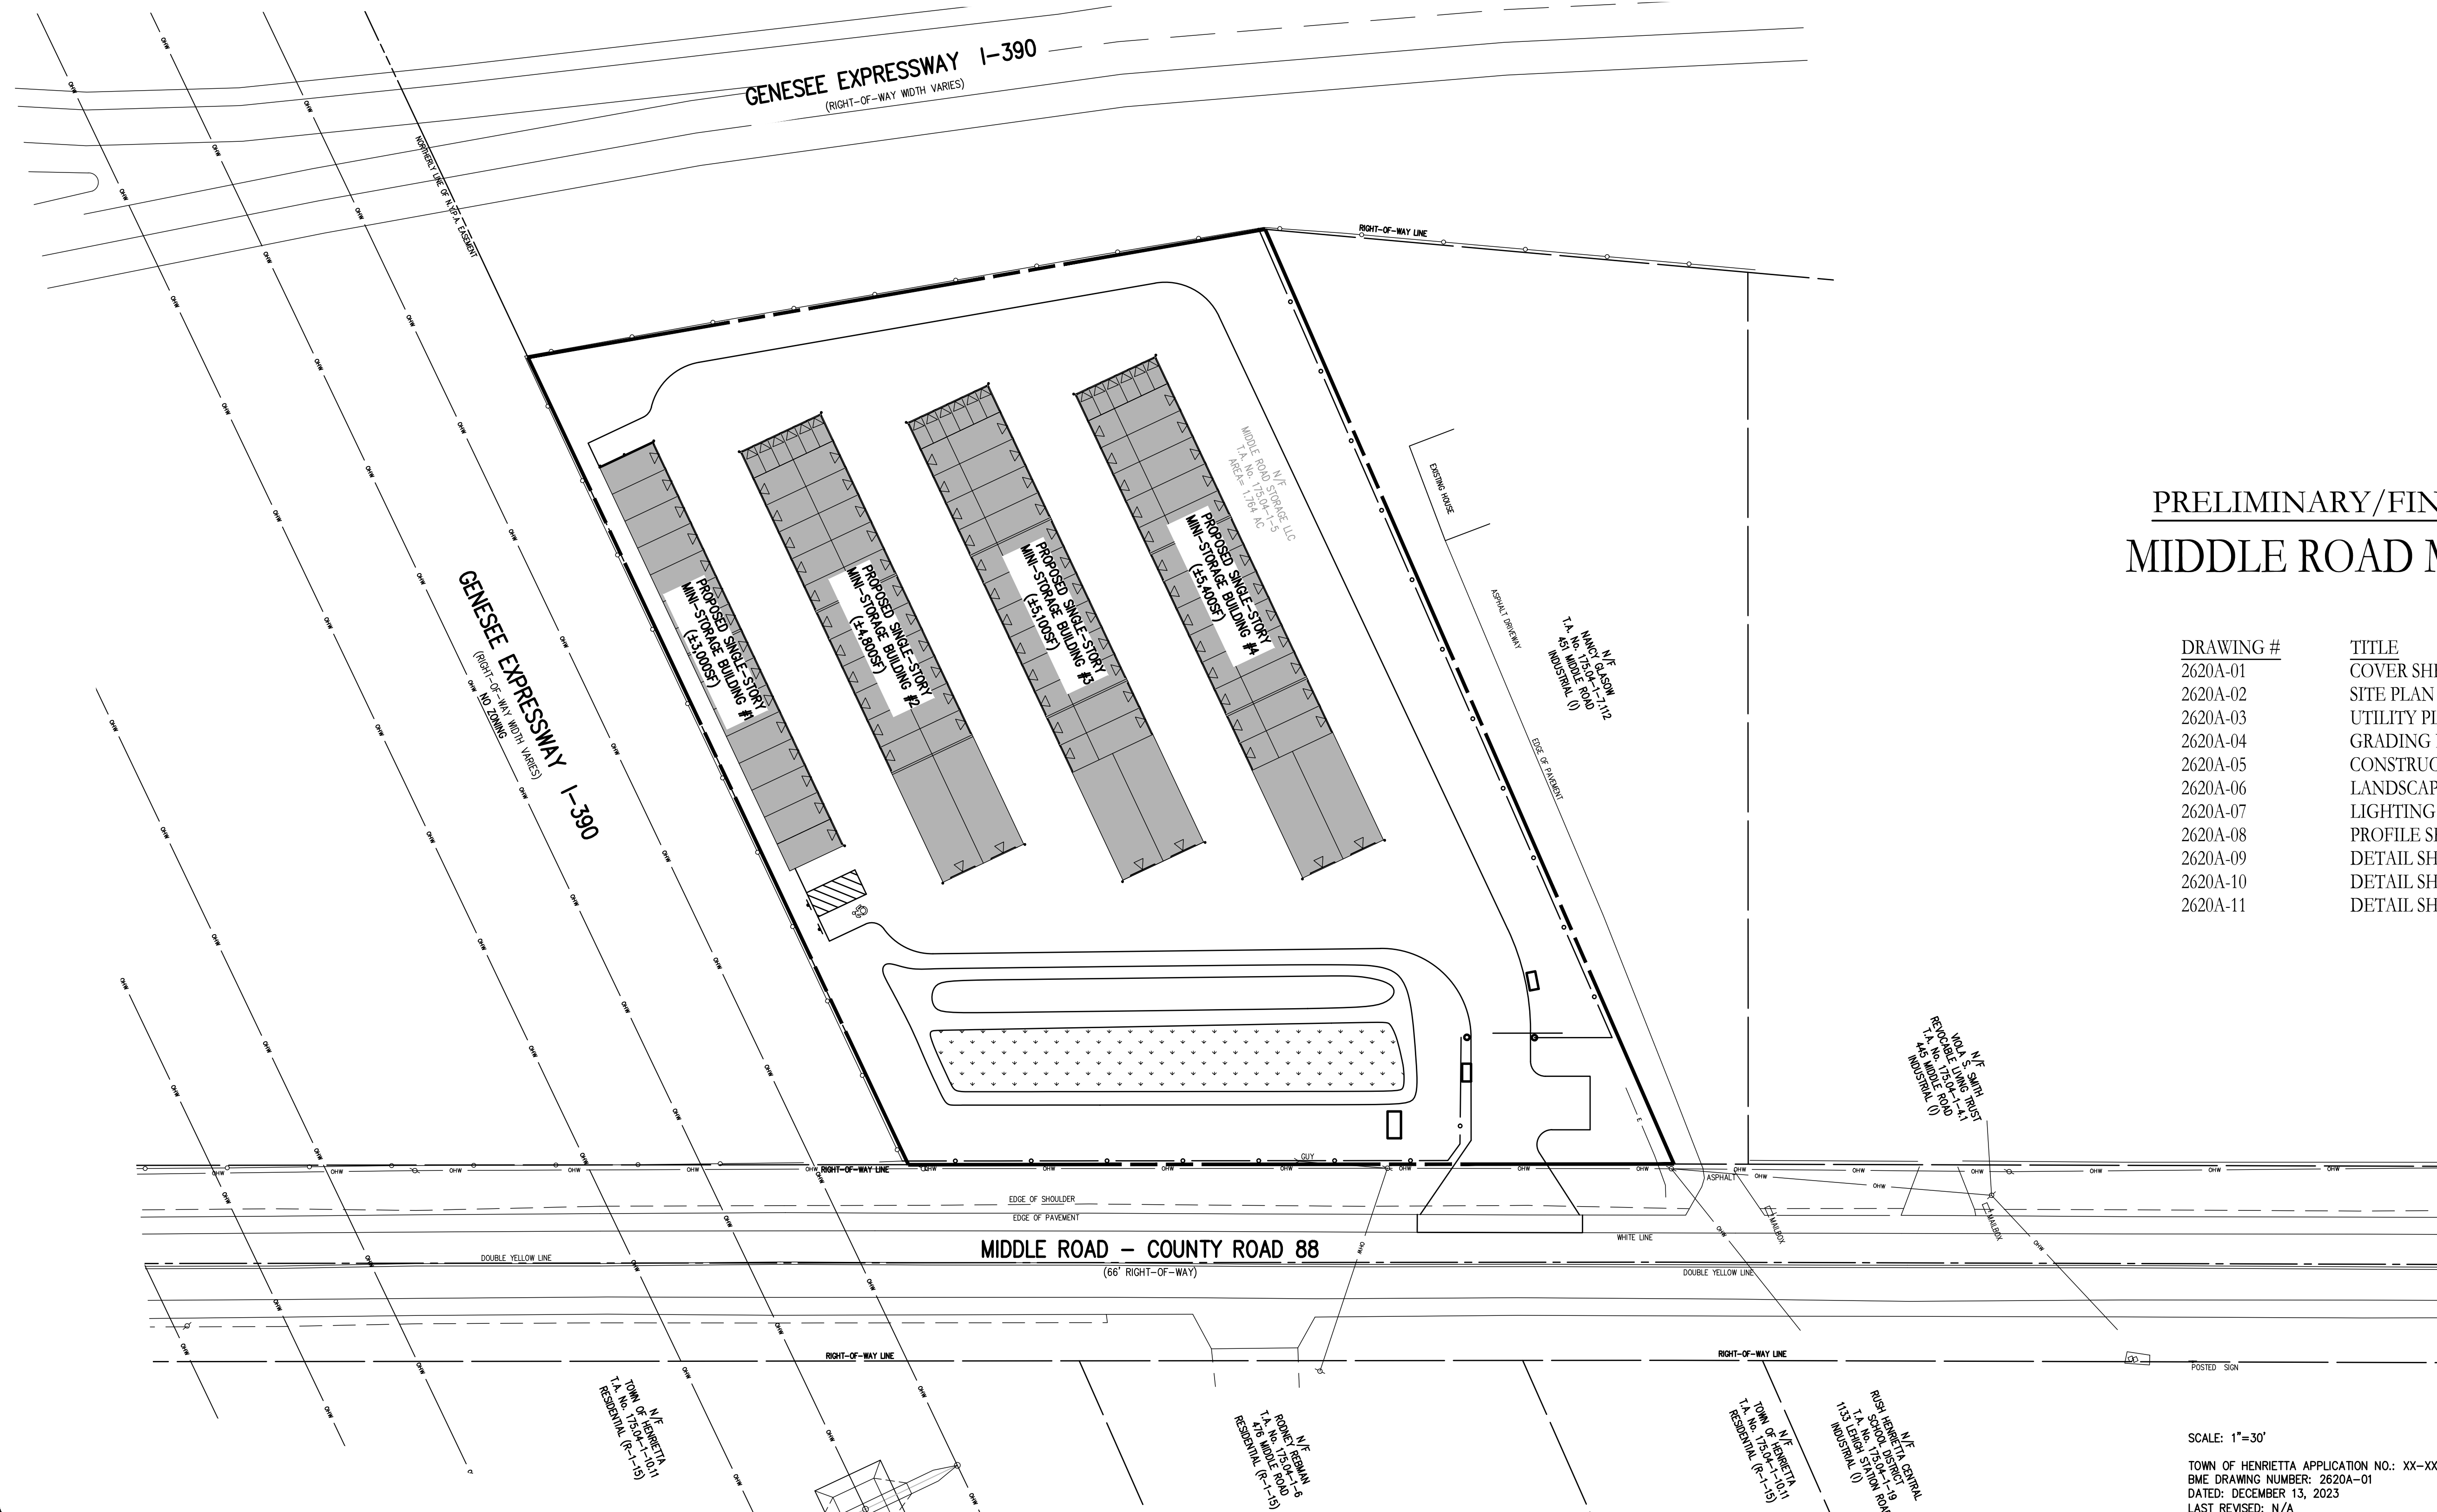 GENESEE EXPRESSWAY I-390
(RIGHT-OF-WAY WIDTH VARIES)
NORTHERLY LINE OF N.Y.P.A. EASEMENT
RIGHT-OF-WAY LINE
N/F
MIDDLE ROAD STORAGE LLC
T.A. No. 175.04-1-5
AREA= 1.764 AC
EXISTING HOUSE
PROPOSED SINGLE-STORY
MINI-STORAGE BUILDING #1
(±3,000SF)
PROPOSED SINGLE-STORY
MINI-STORAGE BUILDING #2
(±4,800SF)
PROPOSED SINGLE-STORY
MINI-STORAGE BUILDING #3
(±5,100SF)
PROPOSED SINGLE-STORY
MINI-STORAGE BUILDING #4
(±5,400SF)
GENESEE EXPRESSWAY I-390
(RIGHT-OF-WAY WIDTH VARIES)
NO ZONING
ASPHALT DRIVEWAY
N/F
NANCY GLASOW
T.A. No. 175.04-1-7.112
451 MIDDLE ROAD
INDUSTRIAL (I)
EDGE OF PAVEMENT
PRELIMINARY/FIN
MIDDLE ROAD M
DRAWING # TITLE
2620A-01 COVER SHE
2620A-02 SITE PLAN
2620A-03 UTILITY PL
2620A-04 GRADING
2620A-05 CONSTRUC
2620A-06 LANDSCAP
2620A-07 LIGHTING
2620A-08 PROFILE S
2620A-09 DETAIL SH
2620A-10 DETAIL SH
2620A-11 DETAIL SH
N/F
VIOLA S. SMITH
REVOCABLE LIVING TRUST
T.A. No. 175.04-1-4.1
445 MIDDLE ROAD
INDUSTRIAL (I)
E
OHW
RIGHT-OF-WAY LINE
GUY
ASPHALT
EDGE OF SHOULDER
EDGE OF PAVEMENT
MAILBOX
MAILBOX
WHITE LINE
MIDDLE ROAD - COUNTY ROAD 88
(66' RIGHT-OF-WAY)
DOUBLE YELLOW LINE
DOUBLE YELLOW LINE
RIGHT-OF-WAY LINE
RIGHT-OF-WAY LINE
POSTED SIGN
N/F
TOWN OF HENRIETTA
T.A. No. 175.04-1-10.11
RESIDENTIAL (R-1-15)
N/F
RODNEY REBMAN
T.A. No. 175.04-1-6
476 MIDDLE ROAD
RESIDENTIAL (R-1-15)
N/F
TOWN OF HENRIETTA
T.A. No. 175.04-1-10.11
RESIDENTIAL (R-1-15)
N/F
RUSH HENRIETTA CENTRAL
SCHOOL DISTRICT
T.A. No. 175.04-1-19
1133 LEHIGH STATION ROA
INDUSTRIAL (I)
SCALE: 1"=30'
TOWN OF HENRIETTA APPLICATION NO.: XX-XX
BME DRAWING NUMBER: 2620A-01
DATED: DECEMBER 13, 2023
LAST REVISED: N/A